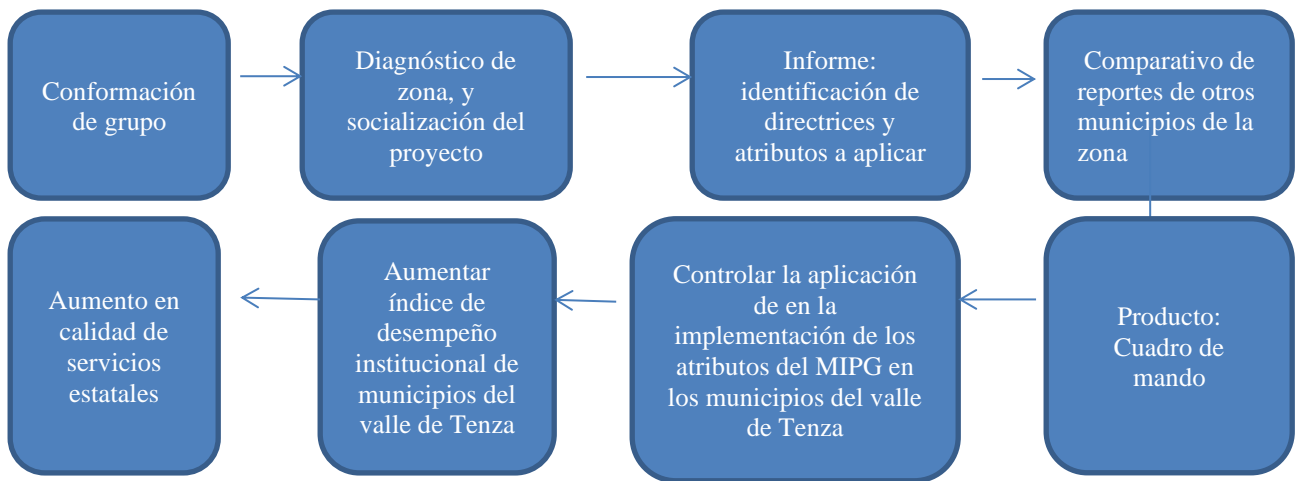 Conformación
de grupo
Diagnóstico de
zona, y
socialización del
proyecto
Informe:
identificación de
directrices y
atributos a aplicar
Comparativo de
reportes de otros
municipios de la
zona
Producto:
Cuadro de
mando
Controlar la aplicación
de en la
implementación de los
atributos del MIPG en
los municipios del valle
de Tenza
Aumentar
índice de
desempeño
institucional de
municipios del
valle de Tenza
Aumento en
calidad de
servicios
estatales